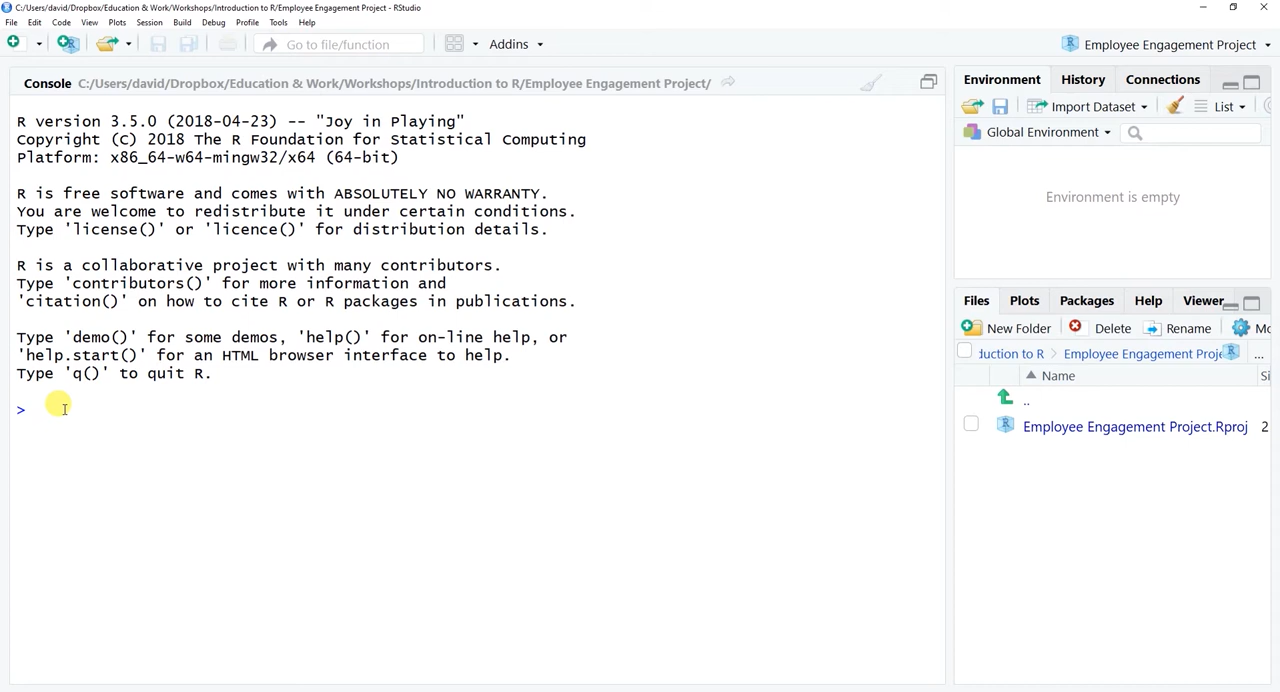 C:/Users/david/Dropbox/Education & Work/Workshops/Introduction to R/Employee Engagement Project - RStudio
File Edit Code View Plots Session Build Debug Profile Tools Help
Go to file/function Addins Employee Engagement Project
Console C:/Users/david/Dropbox/Education & Work/Workshops/Introduction to R/Employee Engagement Project/
R version 3.5.0 (2018-04-23) -- "Joy in Playing"
Copyright (C) 2018 The R Foundation for Statistical Computing
Platform: x86_64-w64-mingw32/x64 (64-bit)
R is free software and comes with ABSOLUTELY NO WARRANTY.
You are welcome to redistribute it under certain conditions.
Type 'license()' or 'licence()' for distribution details.
R is a collaborative project with many contributors.
Type 'contributors()' for more information and
'citation()' on how to cite R or R packages in publications.
Type 'demo()' for some demos, 'help()' for on-line help, or
'help.start()' for an HTML browser interface to help.
Type 'q()' to quit R.
>
Environment History Connections
Import Dataset List
Global Environment
Environment is empty
Files Plots Packages Help Viewer
New Folder Delete Rename Mo
duction to R > Employee Engagement Proje ...
Name Si
..
Employee Engagement Project.Rproj 2